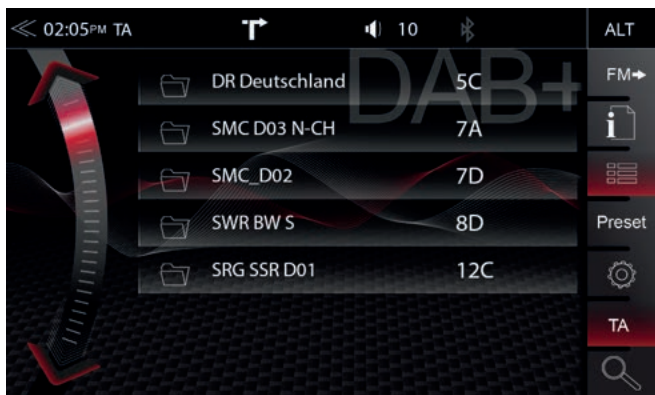 02:05PM TA 10 ALT
DAB+
DR Deutschland 5C
SMC D03 N-CH 7A
SMC_D02 7D
SWR BW S 8D
SRG SSR D01 12C
FM
i
Preset
TA